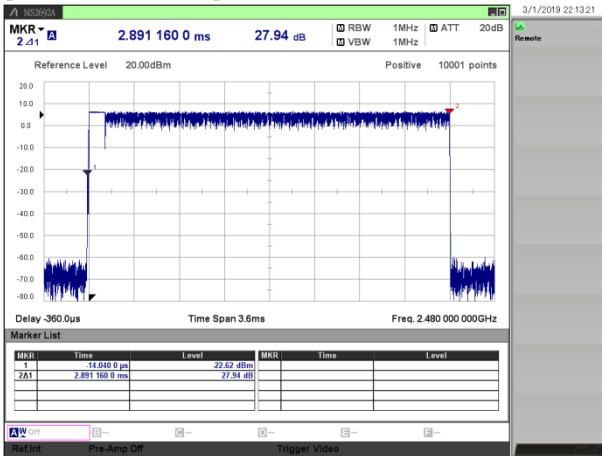 MS2692A
3/1/2019 22:13:21
MKR A 2.891 160 0 ms 27.94 dB RBW 1MHz ATT 20dB
2Δ1 VBW 1MHz
Remote
Reference Level 20.00dBm Positive 10001 points
20.0
10.0
0.0
-10.0
-20.0
-30.0
-40.0
-50.0
-60.0
-70.0
-80.0
1
2
Delay -360.0µs Time Span 3.6ms Freq. 2.480 000 000GHz
Marker List
MKR Time Level MKR Time Level
1 -14.040 0 µs -22.62 dBm
2Δ1 2.891 160 0 ms 27.94 dB
A W Off B -- C -- D -- E -- F --
Ref.Int Pre-Amp Off Trigger Video